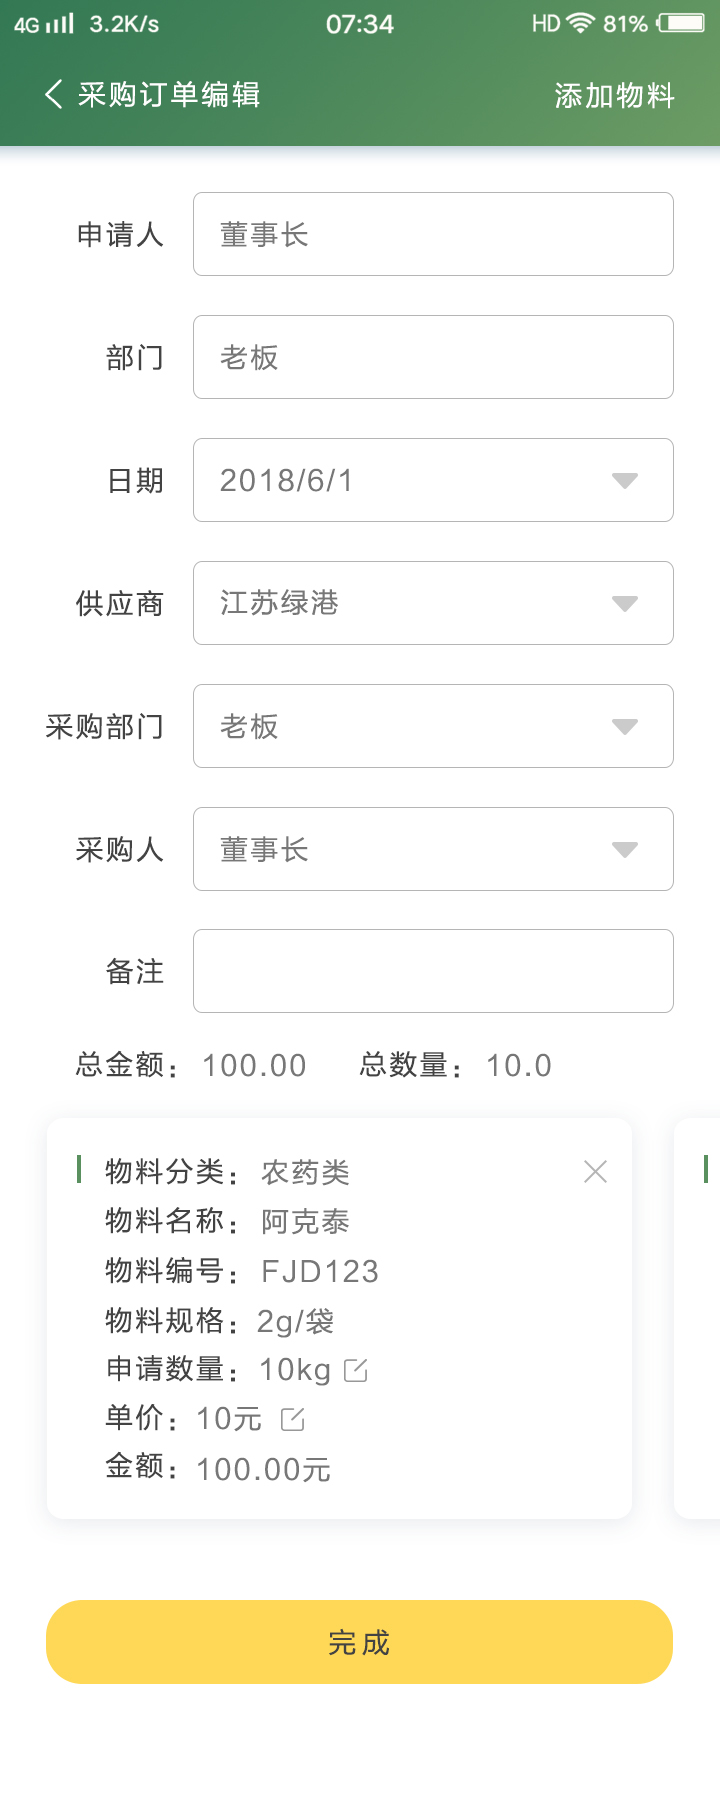 4G 3.2K/s 07:34 HD 81%
采购订单编辑 添加物料
申请人 董事长
部门 老板
日期 2018/6/1
供应商 江苏绿港
采购部门 老板
采购人 董事长
备注
总金额：100.00 总数量：10.0
物料分类：农药类
物料名称：阿克泰
物料编号：FJD123
物料规格：2g/袋
申请数量：10kg
单价：10元
金额：100.00元
完成